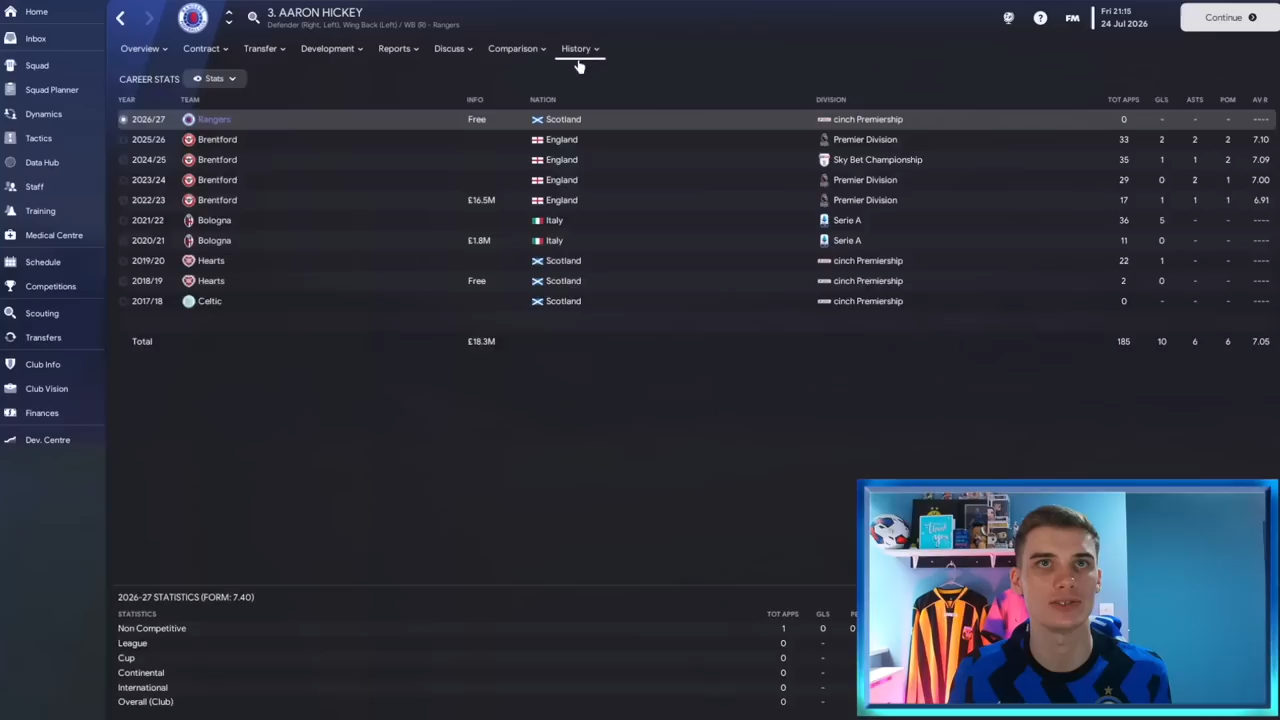 Home
Inbox
Squad
Squad Planner
Dynamics
Tactics
Data Hub
Staff
Training
Medical Centre
Schedule
Competitions
Scouting
Transfers
Club Info
Club Vision
Finances
Dev. Centre
3. AARON HICKEY
Defender (Right, Left), Wing Back (Left) / WB (R) - Rangers
? FM Fri 21:15
24 Jul 2026
Continue
Overview Contract Transfer Development Reports Discuss Comparison History
CAREER STATS Stats
YEAR TEAM INFO NATION DIVISION TOT APPS GLS ASTS POM AV R
2026/27 Rangers Free Scotland cinch Premiership 0 - - - ----
2025/26 Brentford England Premier Division 33 2 2 2 7.10
2024/25 Brentford England Sky Bet Championship 35 1 1 2 7.09
2023/24 Brentford England Premier Division 29 0 2 1 7.00
2022/23 Brentford £16.5M England Premier Division 17 1 1 1 6.91
2021/22 Bologna Italy Serie A 36 5 - - ----
2020/21 Bologna £1.8M Italy Serie A 11 0 - - ----
2019/20 Hearts Scotland cinch Premiership 22 1 - - ----
2018/19 Hearts Free Scotland cinch Premiership 2 0 - - ----
2017/18 Celtic Scotland cinch Premiership 0 - - - ----
Total £18.3M 185 10 6 6 7.05
2026-27 STATISTICS (FORM: 7.40)
STATISTICS TOT APPS GLS
Non Competitive 1 0 0
League 0 -
Cup 0 -
Continental 0 -
International 0 -
Overall (Club) 0 -
thank you